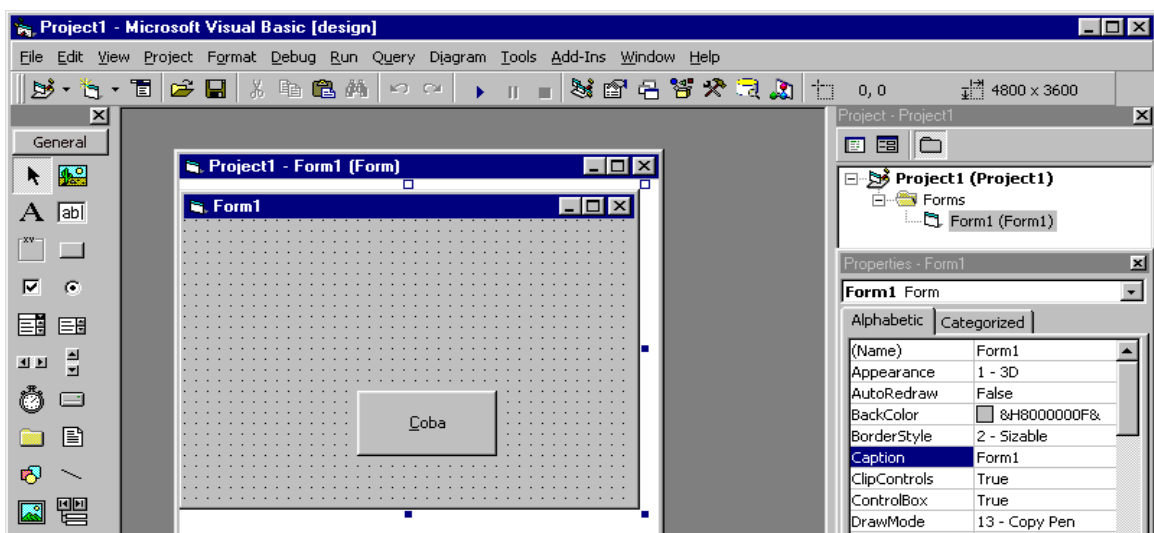 Project1 - Microsoft Visual Basic [design]
File Edit View Project Format Debug Run Query Diagram Tools Add-Ins Window Help
0, 0 4800 x 3600
General
A ab|
XY
Project1 - Form1 (Form)
Form1
Coba
Project - Project1
Project1 (Project1)
Forms
Form1 (Form1)
Properties - Form1
Form1 Form
Alphabetic Categorized
(Name) Form1
Appearance 1 - 3D
AutoRedraw False
BackColor &H8000000F&
BorderStyle 2 - Sizable
Caption Form1
ClipControls True
ControlBox True
DrawMode 13 - Copy Pen